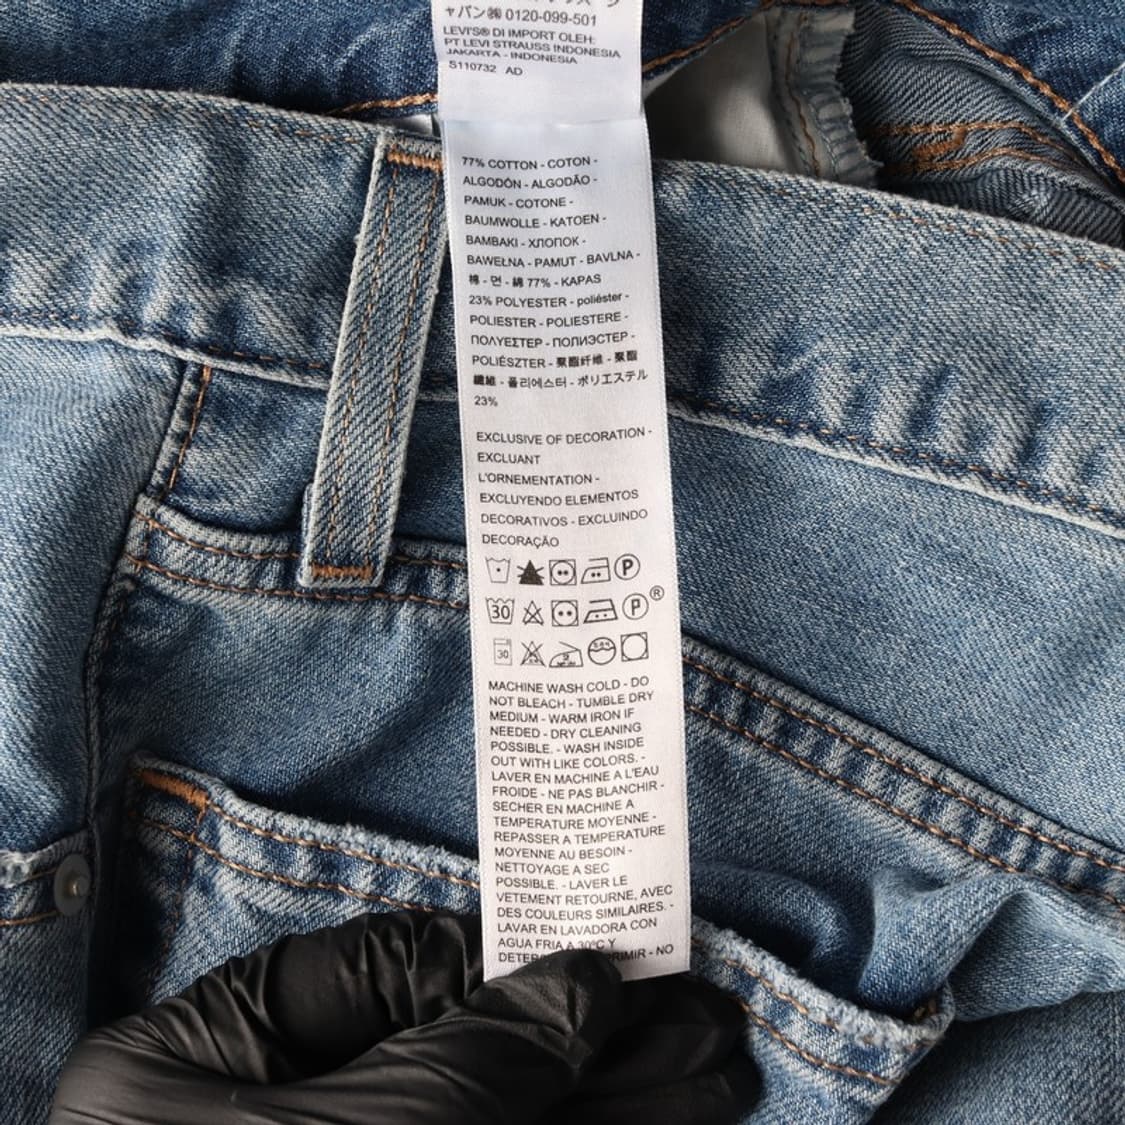 ャパン㈱ 0120-099-501
LEVI'S® DI IMPORT OLEH:
PT LEVI STRAUSS INDONESIA
JAKARTA - INDONESIA
S110732 AD
77% COTTON - COTON -
ALGODÓN - ALGODÃO -
PAMUK - COTONE -
BAUMWOLLE - KATOEN -
BAMBAKI - ХЛОПОК -
BAWEŁNA - PAMUT - BAVLNA -
棉 - 면 - 綿 77% - KAPAS
23% POLYESTER - poliéster -
POLIESTER - POLIESTERE -
ΠΟΛΥΕΣΤΕΡ - ПОЛИЭСТЕР -
POLIÉSZTER - 聚酯纤维 - 聚酯
纖維 - 폴리에스터 - ポリエステル
23%
EXCLUSIVE OF DECORATION -
EXCLUANT
L'ORNEMENTATION -
EXCLUYENDO ELEMENTOS
DECORATIVOS - EXCLUINDO
DECORAÇÃO
P
30 P ®
30
MACHINE WASH COLD - DO
NOT BLEACH - TUMBLE DRY
MEDIUM - WARM IRON IF
NEEDED - DRY CLEANING
POSSIBLE. - WASH INSIDE
OUT WITH LIKE COLORS. -
LAVER EN MACHINE A L'EAU
FROIDE - NE PAS BLANCHIR -
SECHER EN MACHINE A
TEMPERATURE MOYENNE -
REPASSER A TEMPERATURE
MOYENNE AU BESOIN -
NETTOYAGE A SEC
POSSIBLE. - LAVER LE
VETEMENT RETOURNE, AVEC
DES COULEURS SIMILAIRES. -
LAVAR EN LAVADORA CON
AGUA FRIA A 30ºC Y
- NO